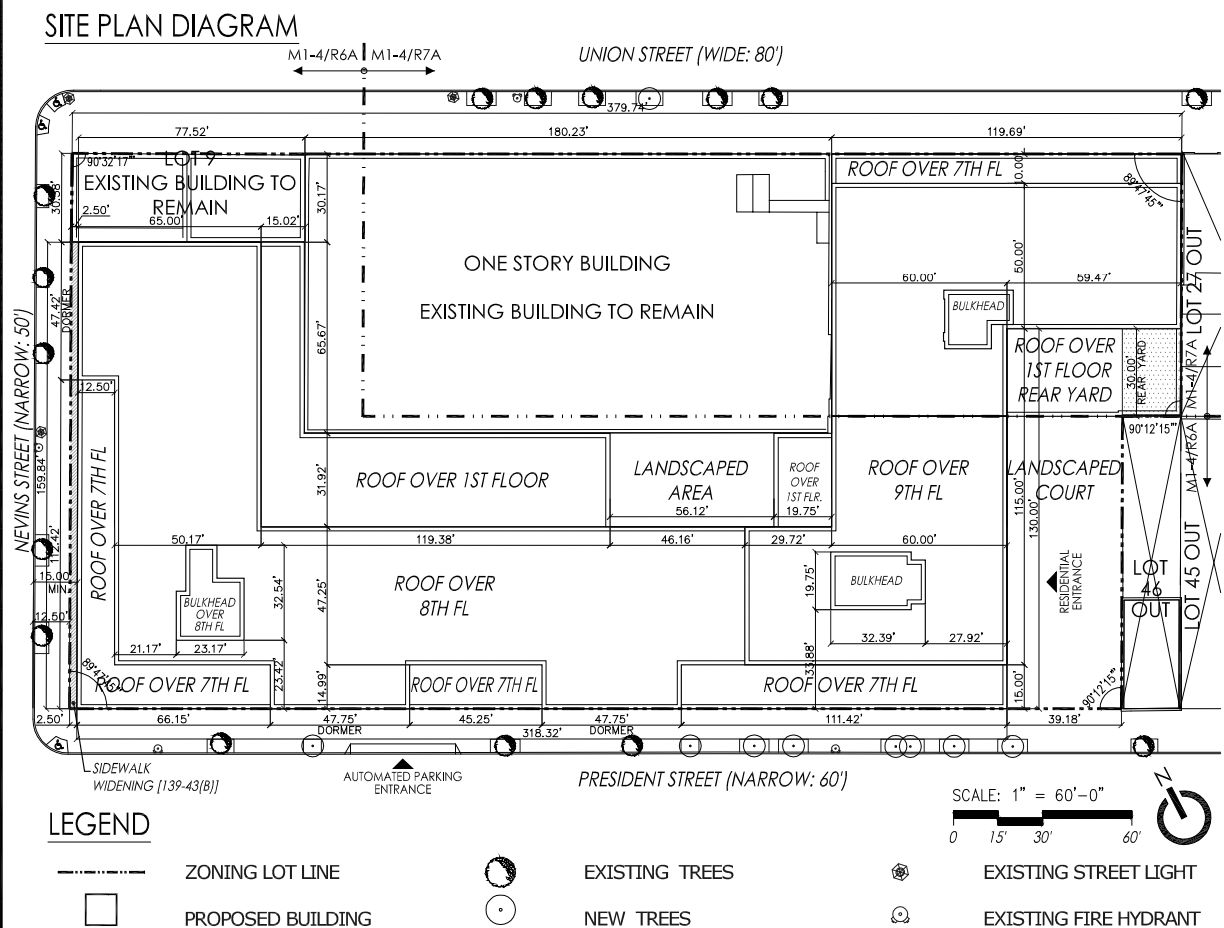 SITE PLAN DIAGRAM
M1-4/R6A
M1-4/R7A
UNION STREET (WIDE: 80')
379.74'
77.52'
180.23'
119.69'
90°32'17"
LOT 9
EXISTING BUILDING TO
REMAIN
30.58'
2.50'
65.00'
15.02'
30.17'
ROOF OVER 7TH FL
10.00'
89°47'45"
ONE STORY BUILDING
EXISTING BUILDING TO REMAIN
50.00'
60.00'
59.47'
BULKHEAD
LOT 27 OUT
47.42'
DORMER
65.67'
ROOF OVER
1ST FLOOR
REAR YARD
30.00'
REAR YARD
M1-4/R7A
M1-4/R6A
12.50'
90°12'15"
NEVINS STREET (NARROW: 50')
159.84'
ROOF OVER 7TH FL
31.92'
ROOF OVER 1ST FLOOR
LANDSCAPED
AREA
56.12'
ROOF
OVER
1ST FLR.
19.75'
ROOF OVER
9TH FL
LANDSCAPED
COURT
115.00'
130.00'
112.42'
50.17'
119.38'
46.16'
29.72'
60.00'
15.00'
MIN.
12.50'
BULKHEAD
OVER
8TH FL
32.54'
47.25'
ROOF OVER
8TH FL
19.75'
BULKHEAD
RESIDENTIAL
ENTRANCE
LOT
46
OUT
LOT 45 OUT
21.17'
23.17'
32.39'
27.92'
33.88'
89°47'45"
ROOF OVER 7TH FL
23.42'
14.99'
ROOF OVER 7TH FL
ROOF OVER 7TH FL
15.00'
90°12'15"
2.50'
66.15'
47.75'
DORMER
45.25'
47.75'
DORMER
111.42'
39.18'
318.32'
SIDEWALK
WIDENING [139-43(B)]
AUTOMATED PARKING
ENTRANCE
PRESIDENT STREET (NARROW: 60')
SCALE: 1" = 60'-0"
0 15' 30' 60'
N
LEGEND
ZONING LOT LINE
EXISTING TREES
EXISTING STREET LIGHT
PROPOSED BUILDING
NEW TREES
EXISTING FIRE HYDRANT